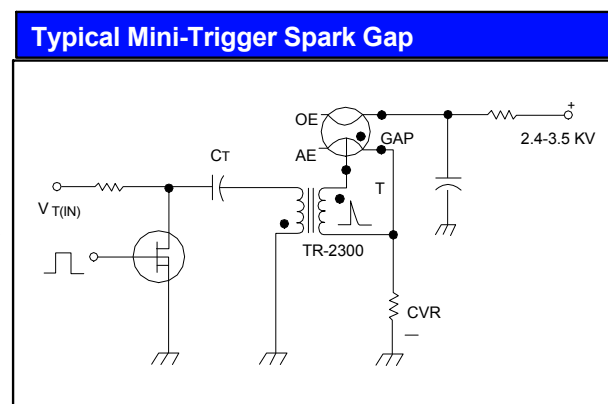 Typical Mini-Trigger Spark Gap
OE
GAP
AE
+
2.4-3.5 KV
CT
T
V T(IN)
TR-2300
CVR